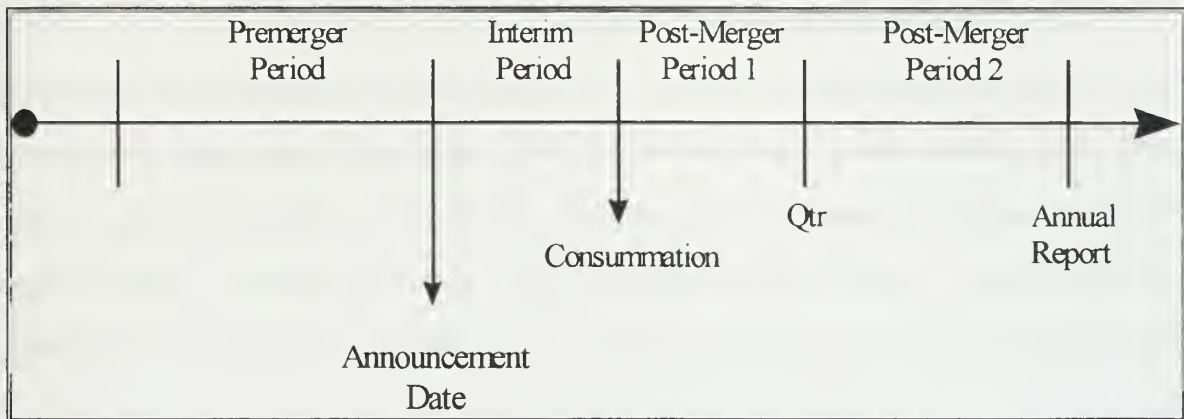 Premerger
Period
Interim
Period
Post-Merger
Period 1
Post-Merger
Period 2
Qtr
Annual
Report
Consummation
Announcement
Date